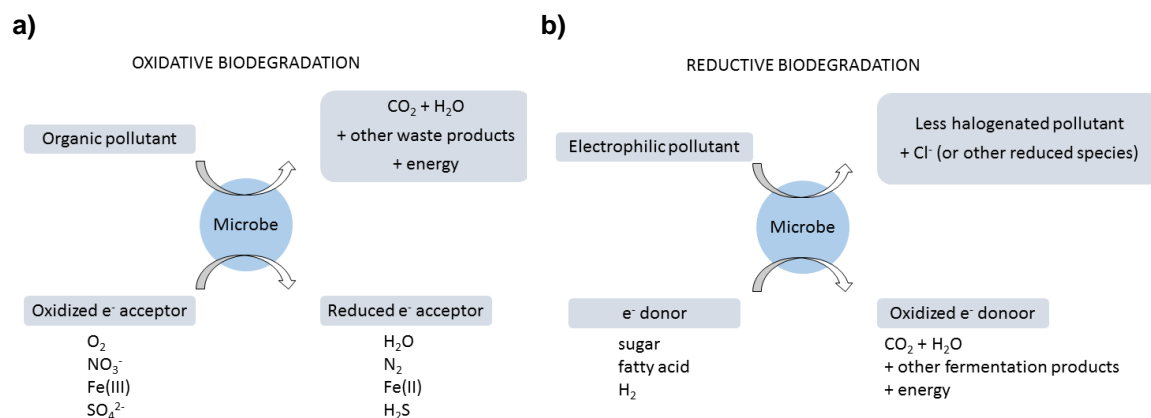 a)
OXIDATIVE BIODEGRADATION
Organic pollutant
CO₂ + H₂O
+ other waste products
+ energy
Microbe
Oxidized e⁻ acceptor
O₂
NO₃⁻
Fe(III)
SO₄²⁻
Reduced e⁻ acceptor
H₂O
N₂
Fe(II)
H₂S
b)
REDUCTIVE BIODEGRADATION
Electrophilic pollutant
Less halogenated pollutant
+ Cl⁻ (or other reduced species)
Microbe
e⁻ donor
sugar
fatty acid
H₂
Oxidized e⁻ donoor
CO₂ + H₂O
+ other fermentation products
+ energy